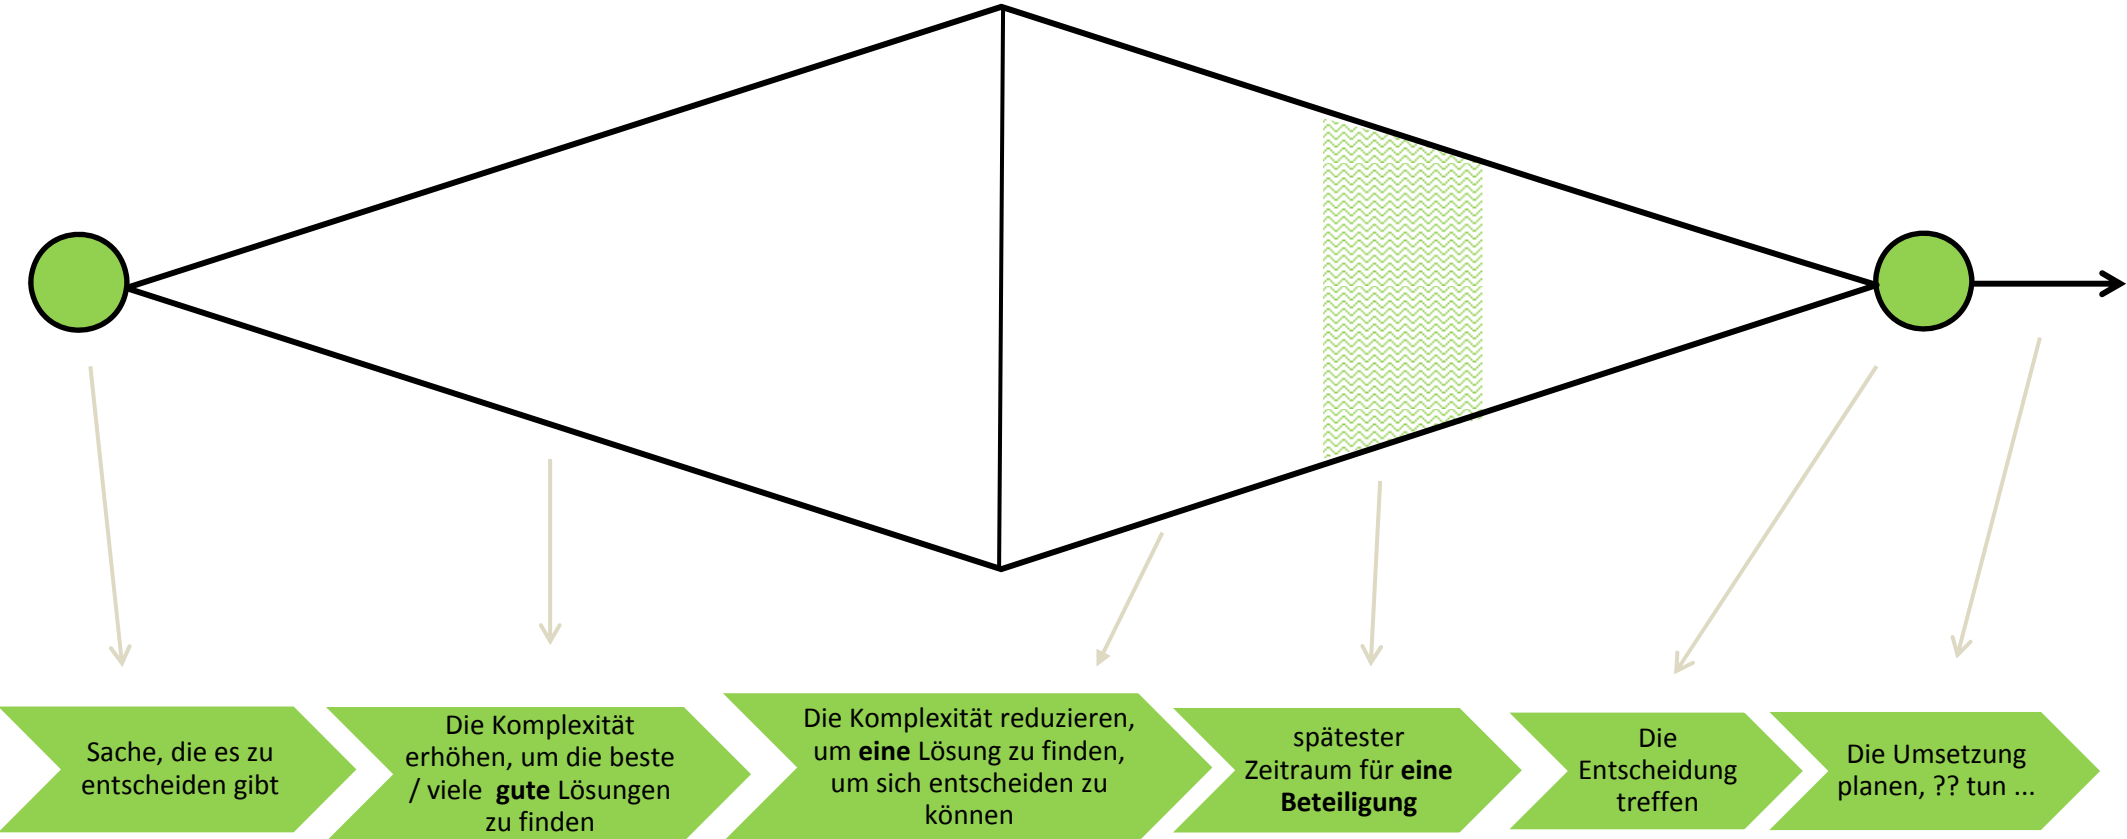 Sache, die es zu
entscheiden gibt
Die Komplexität
erhöhen, um die beste
/ viele gute Lösungen
zu finden
Die Komplexität reduzieren,
um eine Lösung zu finden,
um sich entscheiden zu
können
spätester
Zeitraum für eine
Beteiligung
Die
Entscheidung
treffen
Die Umsetzung
planen, ?? tun ...